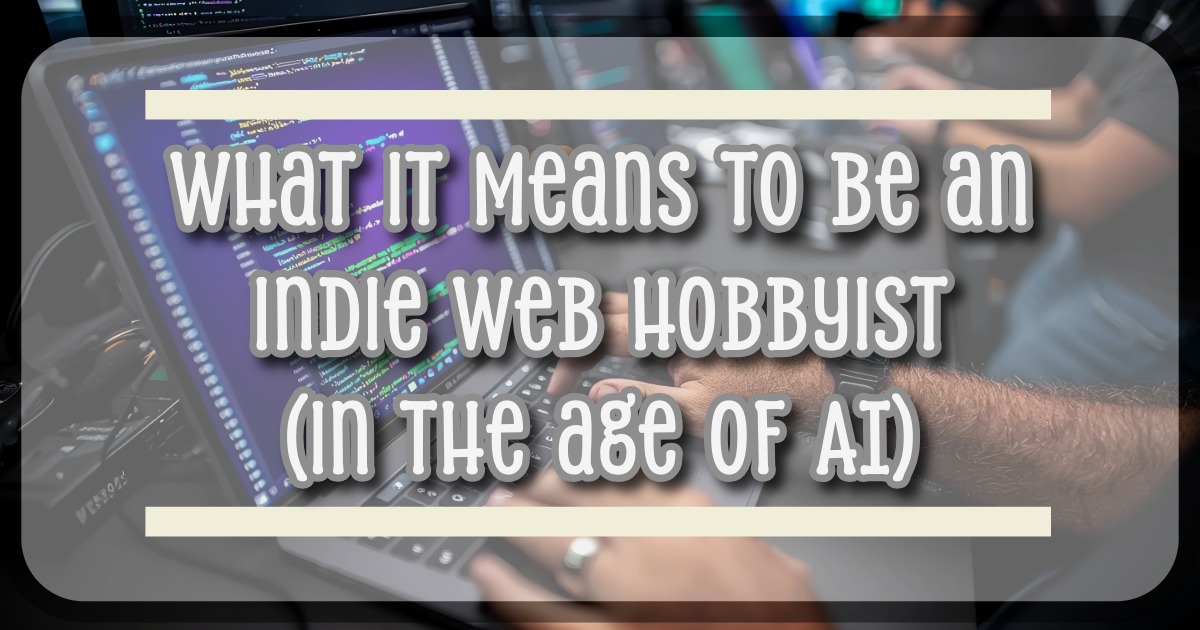 WHAT IT MEANS TO BE AN
INDIE WEB HOBBYIST
(IN THE AGE OF AI)